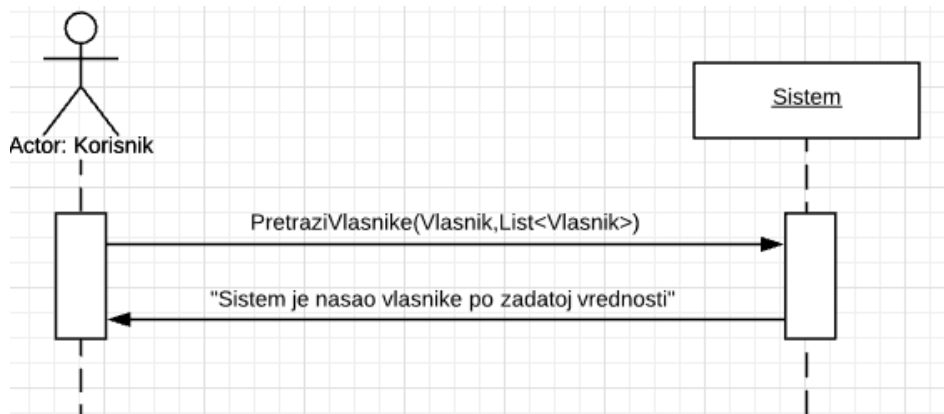 Sistem
Actor: Korisnik
PretraziVlasnike(Vlasnik,List<Vlasnik>)
"Sistem je nasao vlasnike po zadatoj vrednosti"